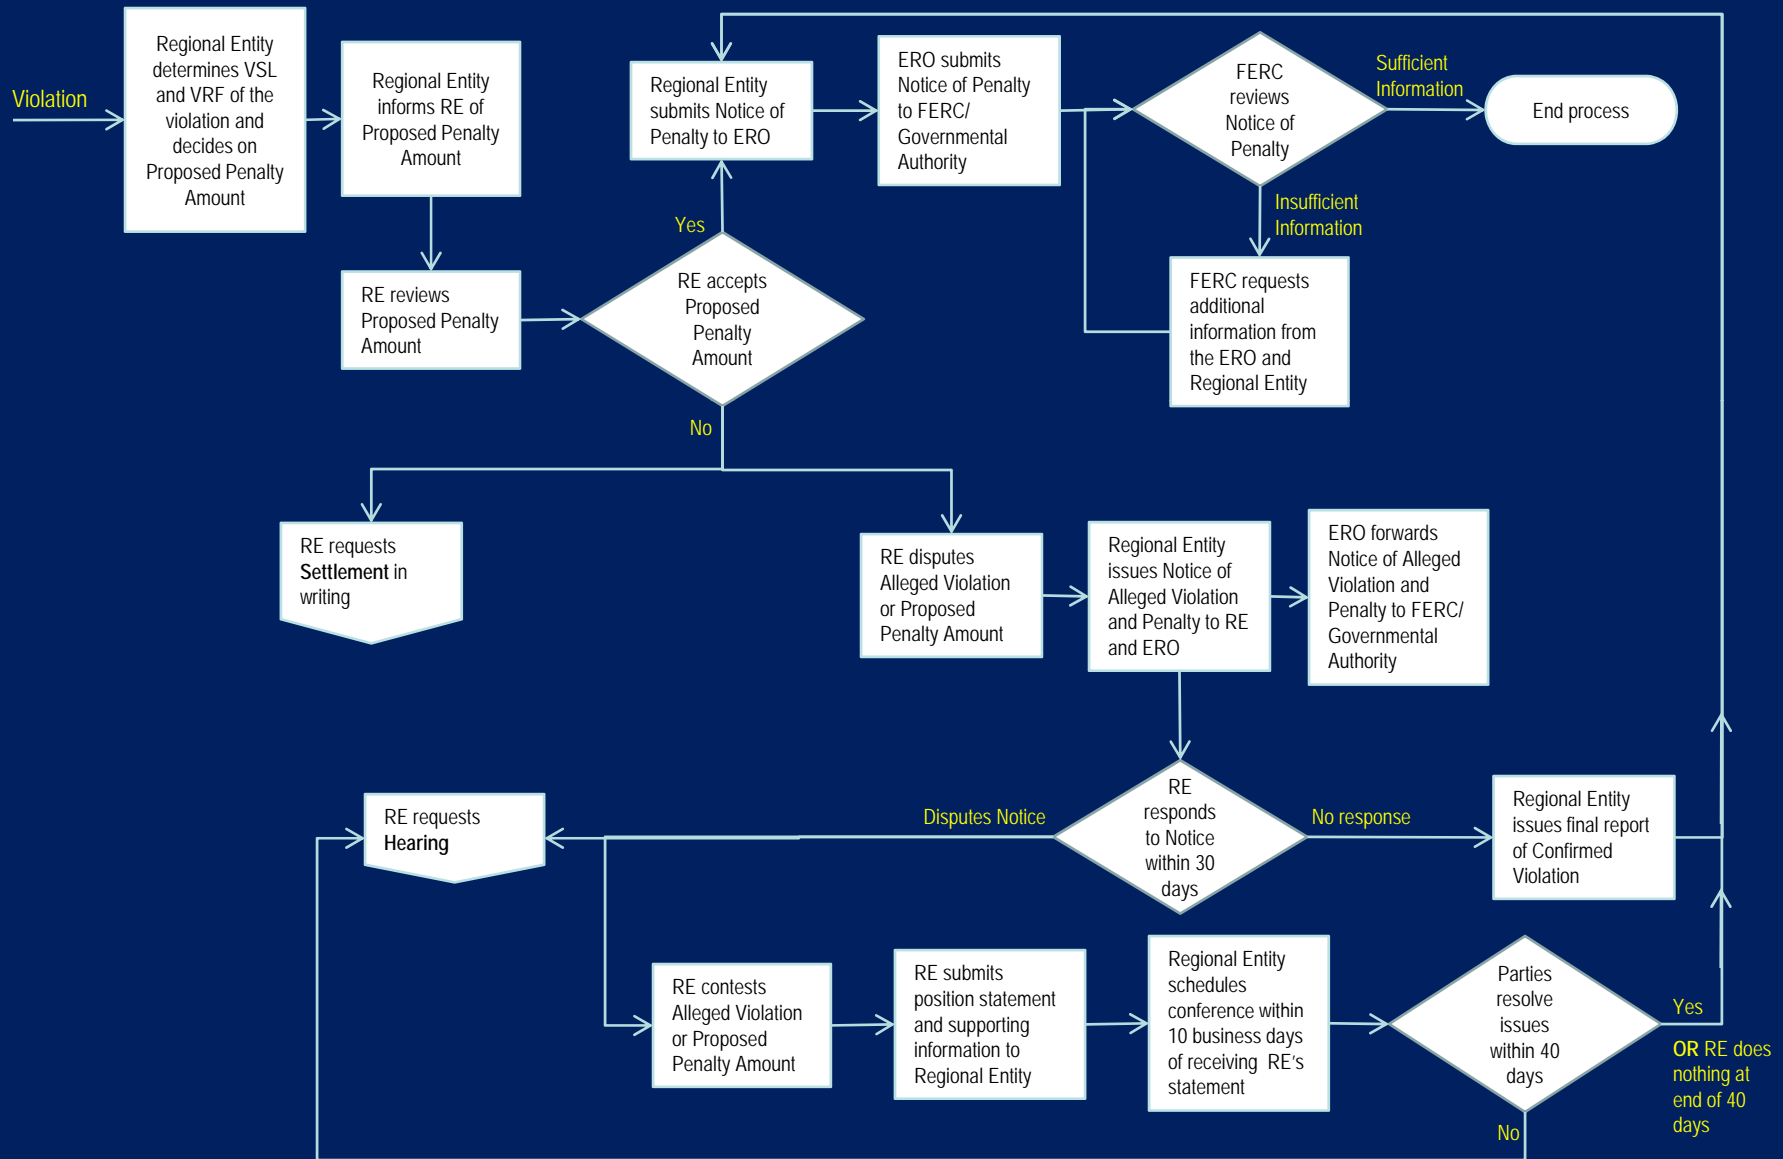 Violation
Regional Entity
determines VSL
and VRF of the
violation and
decides on
Proposed Penalty
Amount
Regional Entity
informs RE of
Proposed Penalty
Amount
RE reviews
Proposed Penalty
Amount
RE accepts
Proposed
Penalty
Amount
Yes
No
Regional Entity
submits Notice of
Penalty to ERO
ERO submits
Notice of Penalty
to FERC/
Governmental
Authority
FERC
reviews
Notice of
Penalty
Sufficient
Information
End process
Insufficient
Information
FERC requests
additional
information from
the ERO and
Regional Entity
RE requests
Settlement in
writing
RE disputes
Alleged Violation
or Proposed
Penalty Amount
Regional Entity
issues Notice of
Alleged Violation
and Penalty to RE
and ERO
ERO forwards
Notice of Alleged
Violation and
Penalty to FERC/
Governmental
Authority
RE requests
Hearing
Disputes Notice
RE
responds
to Notice
within 30
days
No response
Regional Entity
issues final report
of Confirmed
Violation
RE contests
Alleged Violation
or Proposed
Penalty Amount
RE submits
position statement
and supporting
information to
Regional Entity
Regional Entity
schedules
conference within
10 business days
of receiving RE's
statement
Parties
resolve
issues
within 40
days
Yes
OR RE does
nothing at
end of 40
days
No